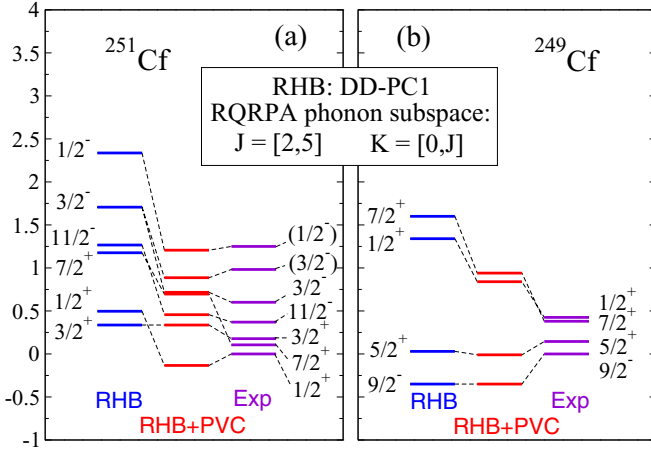 4
3.5
3
2.5
2
1.5
1
0.5
0
-0.5
-1
²⁵¹Cf
(a)
(b)
²⁴⁹Cf
RHB: DD-PC1
RQRPA phonon subspace:
J = [2,5] K = [0,J]
1/2⁻
3/2⁻
11/2⁻
7/2⁺
1/2⁺
3/2⁺
(1/2⁻)
(3/2⁻)
3/2⁻
11/2⁻
3/2⁺
7/2⁺
1/2⁺
RHB
Exp
RHB+PVC
7/2⁺
1/2⁺
5/2⁺
9/2⁻
1/2⁺
7/2⁺
5/2⁺
9/2⁻
RHB
Exp
RHB+PVC